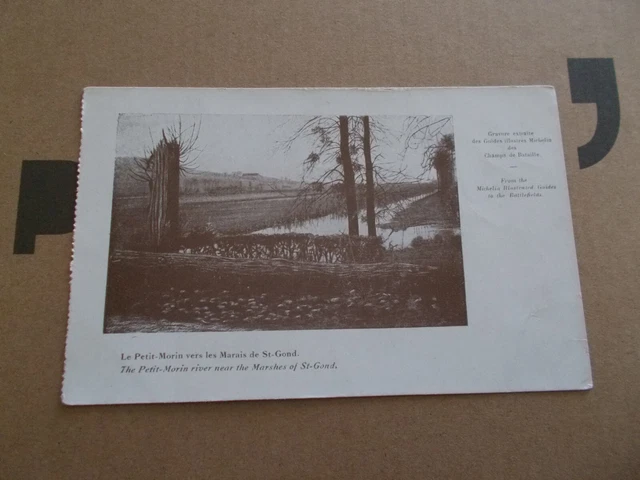 Gravure extraite
des Guides Illustrés Michelin
des
Champs de Bataille.
From the
Michelin Illustrated Guides
to the Battlefields
Le Petit-Morin vers les Marais de St-Gond.
The Petit-Morin river near the Marshes of St-Gond.
P